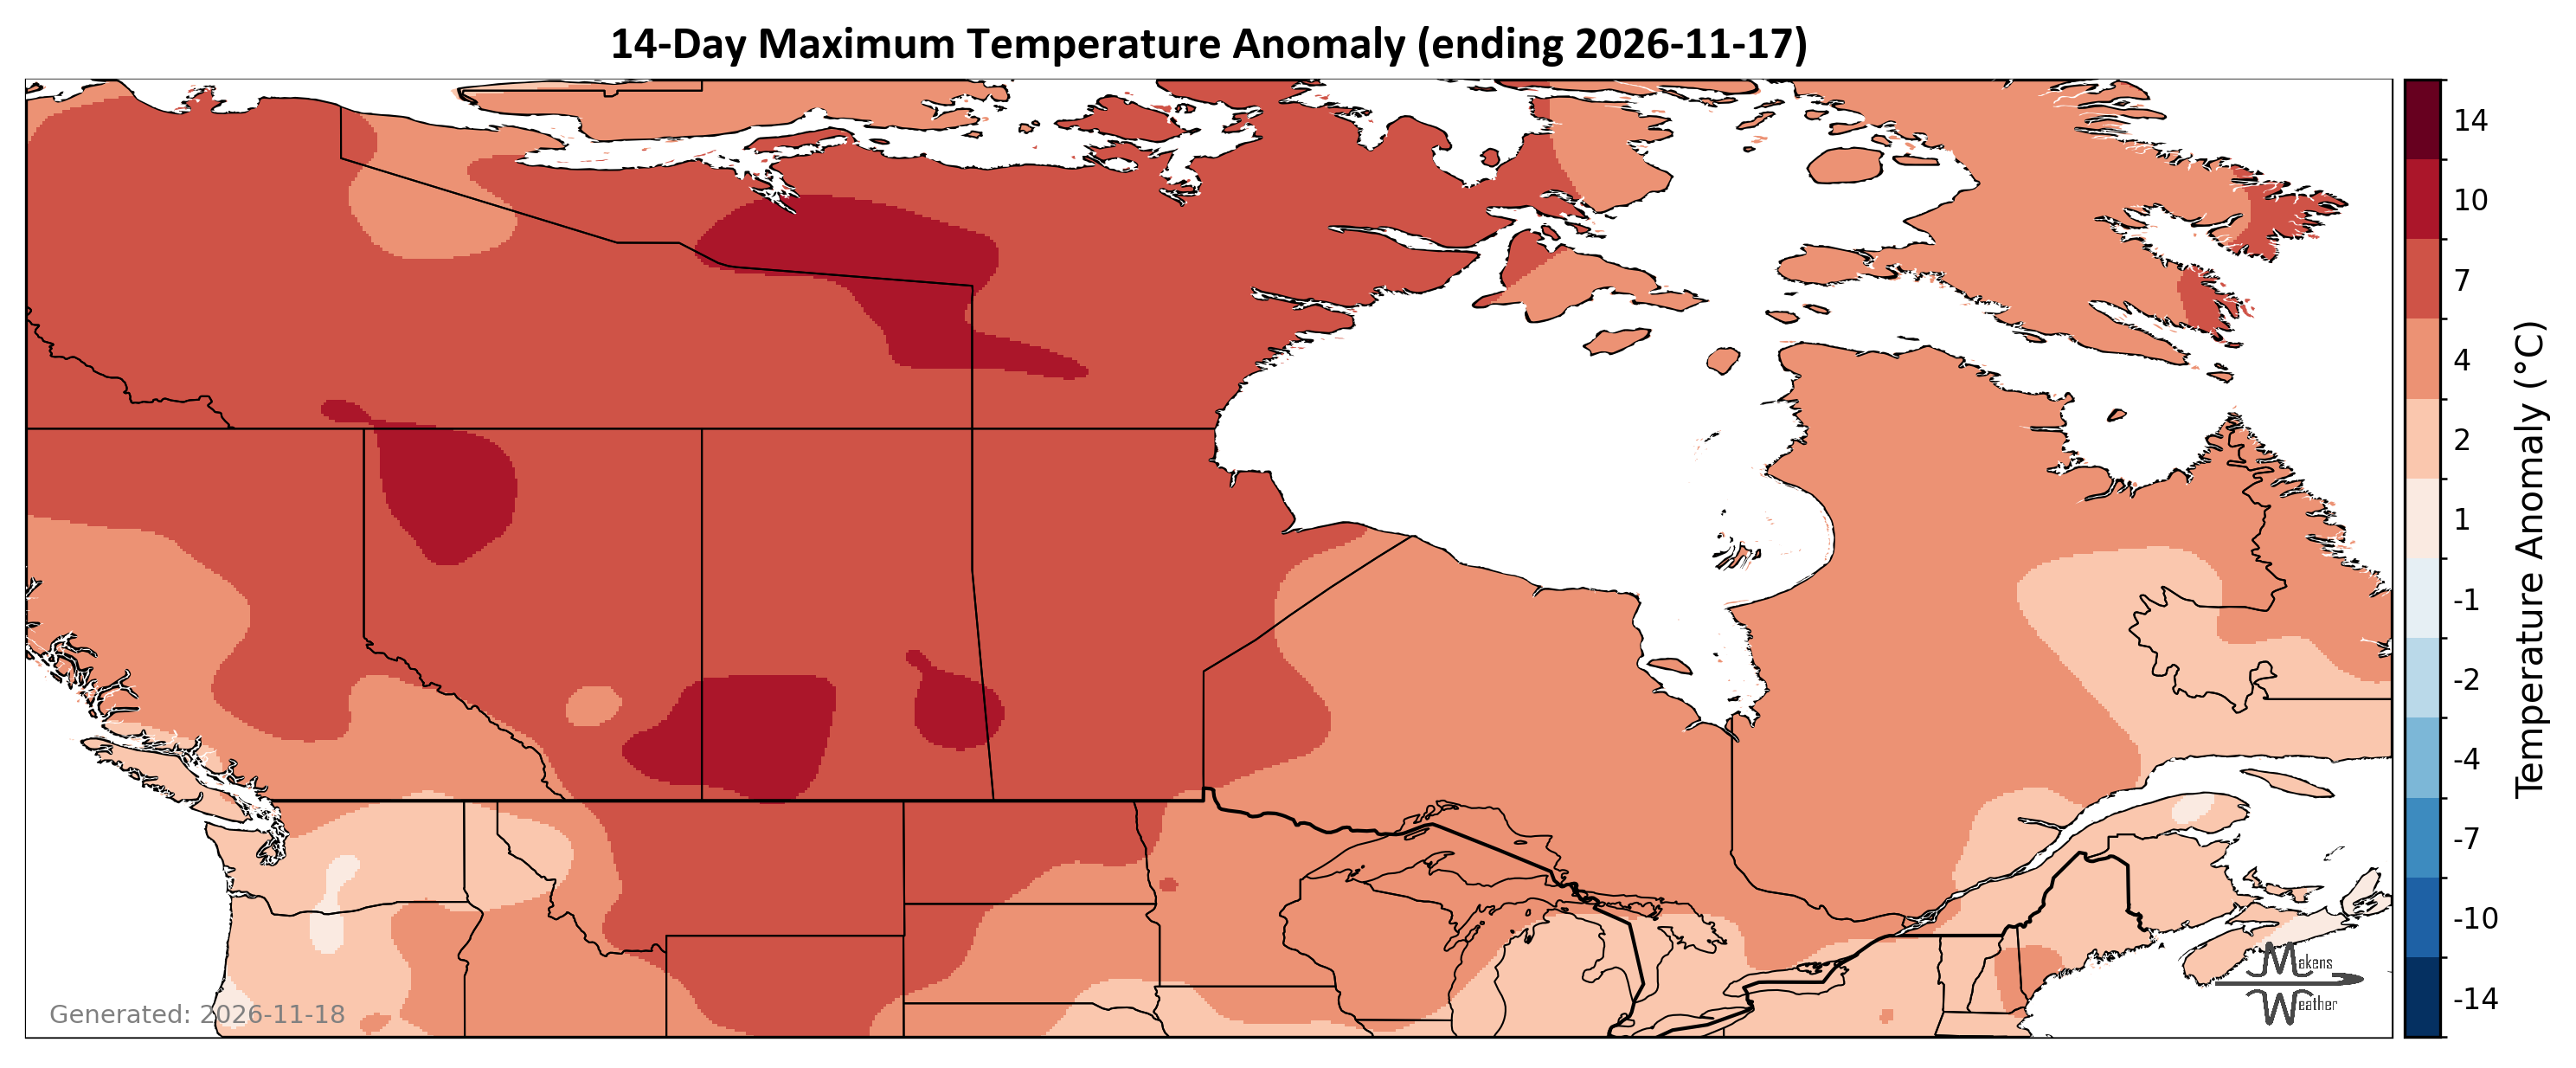 14-Day Maximum Temperature Anomaly (ending 2026-11-17)
14
10
7
4
2
1
-1
-2
-4
-7
-10
-14
Temperature Anomaly (°C)
Makens
Weather
Generated: 2026-11-18